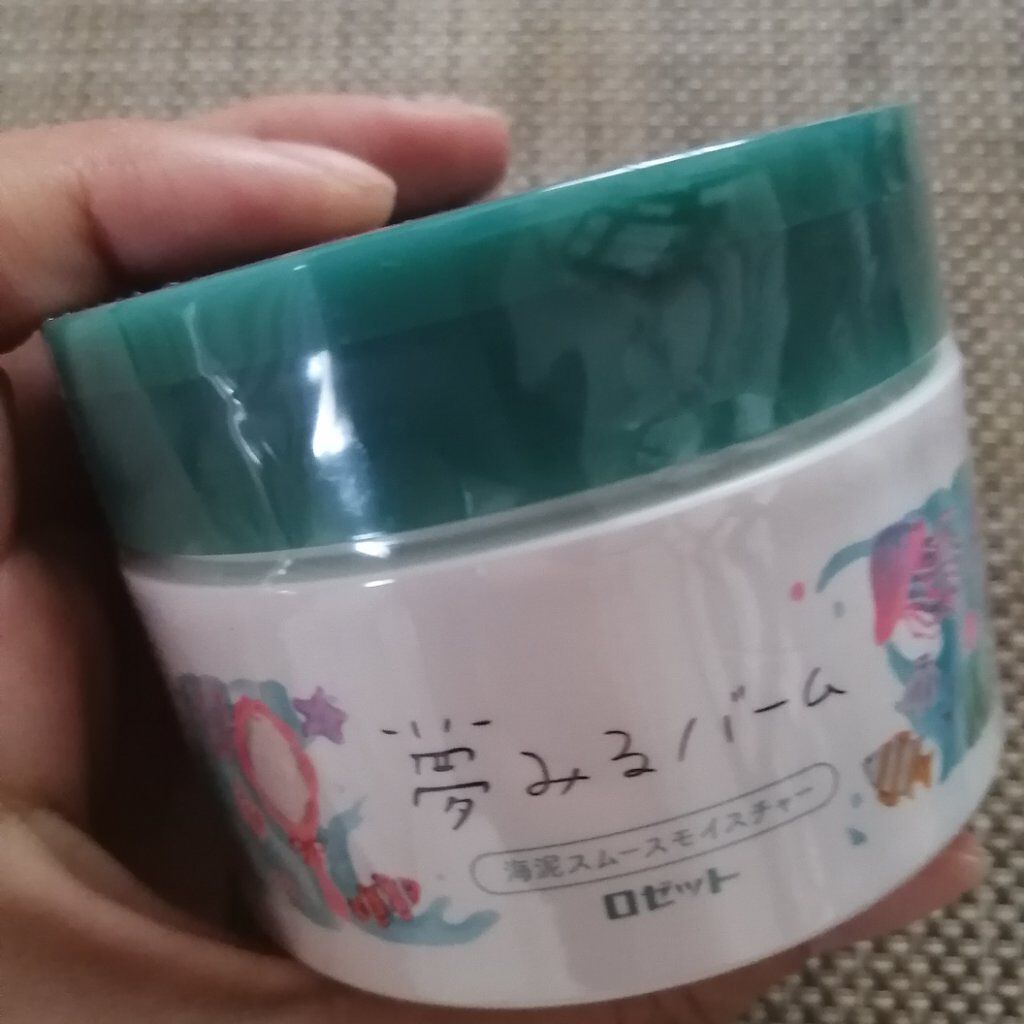 夢みるバーム
海泥スムースモイスチャー
ロゼット